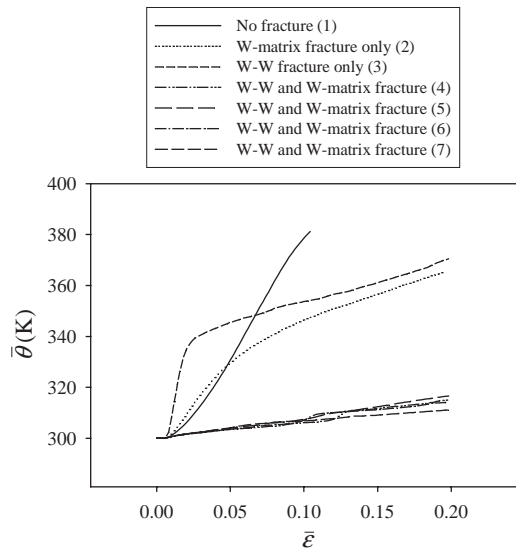 No fracture (1)
W-matrix fracture only (2)
W-W fracture only (3)
W-W and W-matrix fracture (4)
W-W and W-matrix fracture (5)
W-W and W-matrix fracture (6)
W-W and W-matrix fracture (7)
400
380
360
340
320
300
θ̄ (K)
0.00 0.05 0.10 0.15 0.20
ε̄